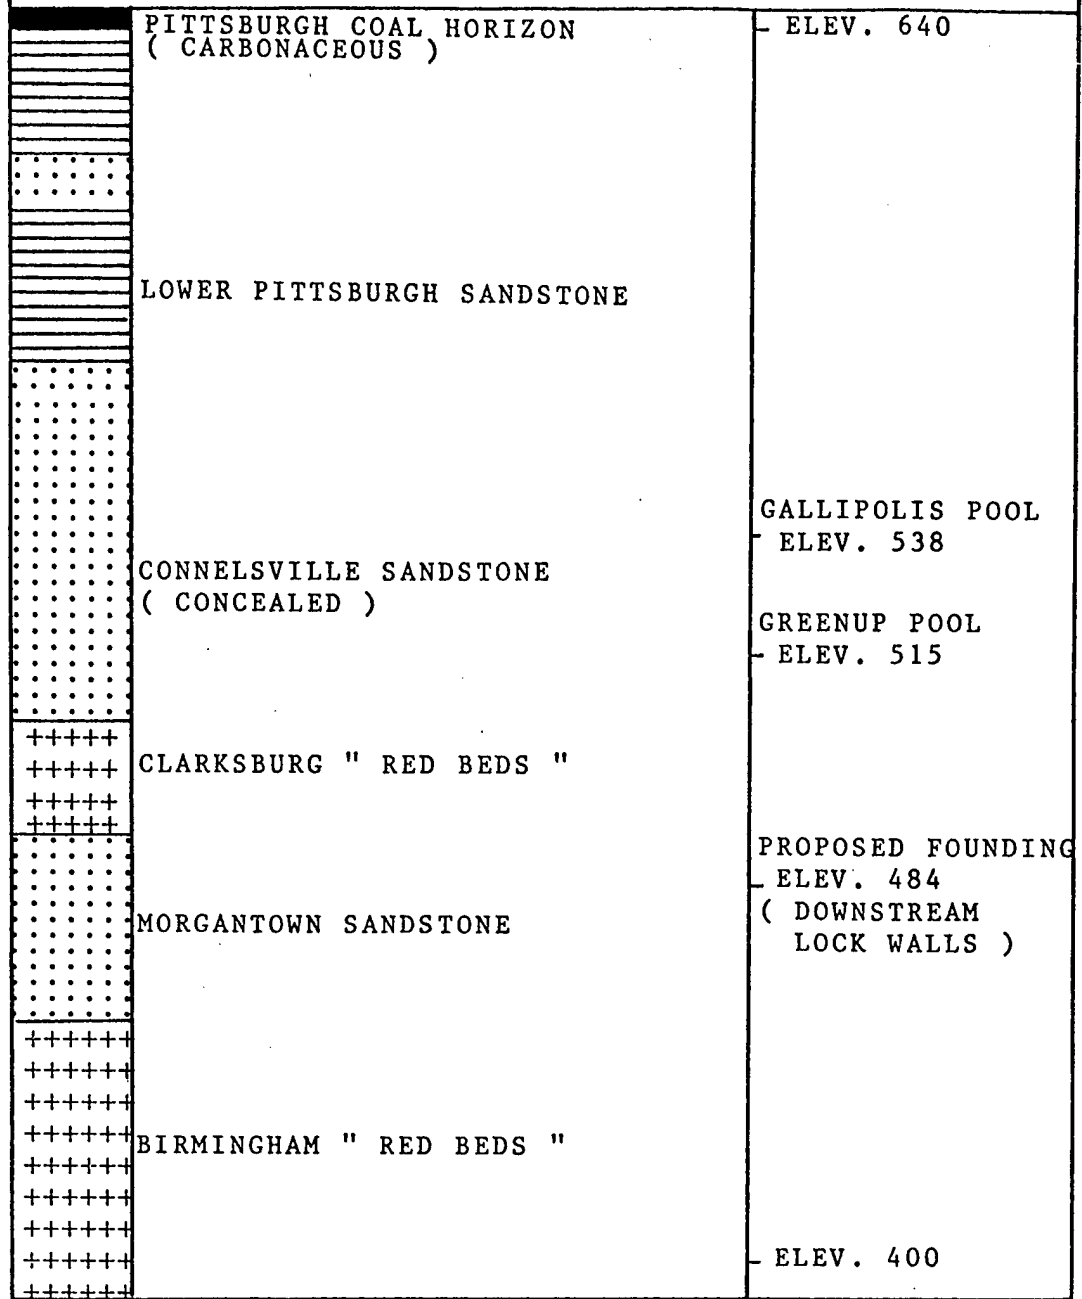 PITTSBURGH COAL HORIZON
( CARBONACEOUS )
LOWER PITTSBURGH SANDSTONE
CONNELSVILLE SANDSTONE
( CONCEALED )
CLARKSBURG " RED BEDS "
MORGANTOWN SANDSTONE
BIRMINGHAM " RED BEDS "
ELEV. 640
GALLIPOLIS POOL
ELEV. 538
GREENUP POOL
ELEV. 515
PROPOSED FOUNDING
ELEV. 484
( DOWNSTREAM
LOCK WALLS )
ELEV. 400